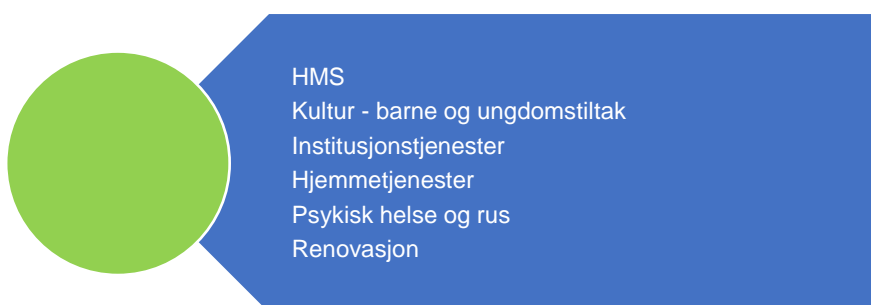 HMS
Kultur - barne og ungdomstiltak
Institusjonstjenester
Hjemmetjenester
Psykisk helse og rus
Renovasjon